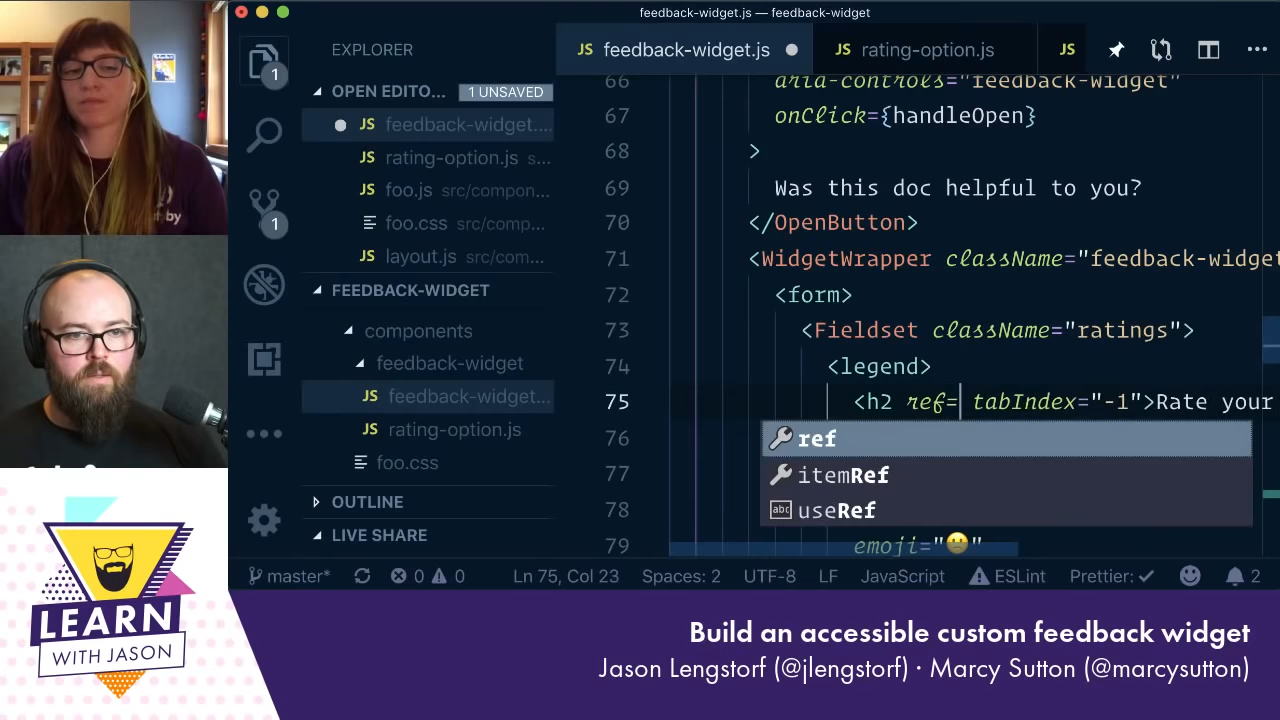 feedback-widget.js — feedback-widget
EXPLORER
JS feedback-widget.js
JS rating-option.js
JS
1
OPEN EDITO... 1 UNSAVED
JS feedback-widget....
JS rating-option.js s...
JS foo.js src/compon...
foo.css src/comp...
JS layout.js src/com...
FEEDBACK-WIDGET
components
feedback-widget
JS feedback-widget...
JS rating-option.js
foo.css
OUTLINE
LIVE SHARE
1
66 aria-controls="feedback-widget"
67 onClick={handleOpen}
68 >
69 Was this doc helpful to you?
70 </OpenButton>
71 <WidgetWrapper className="feedback-widget
72 <form>
73 <Fieldset className="ratings">
74 <legend>
75 <h2 ref= tabIndex="-1">Rate your
76
77
78
79 emoji="😐"
ref
itemRef
abc useRef
master* 0 0 Ln 75, Col 23 Spaces: 2 UTF-8 LF JavaScript ESLint Prettier: 2
LEARN
WITH JASON
Build an accessible custom feedback widget
Jason Lengstorf (@jlengstorf) · Marcy Sutton (@marcysutton)